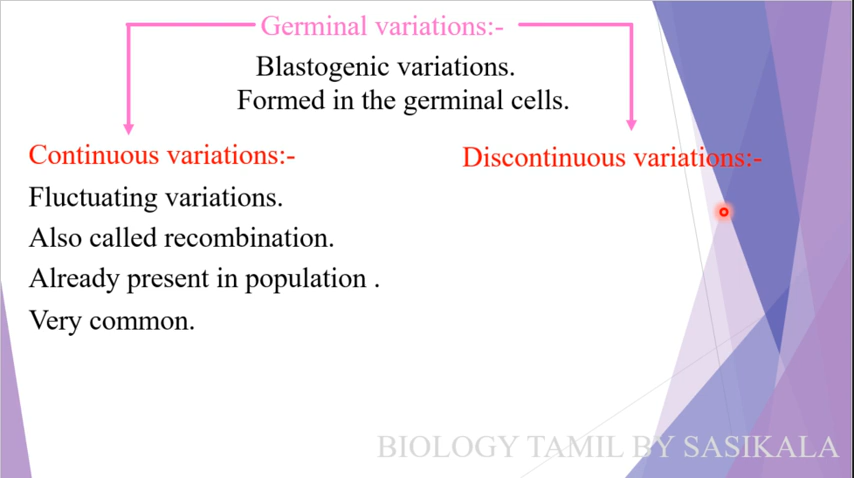 Germinal variations:-
Blastogenic variations.
Formed in the germinal cells.
Continuous variations:-
Fluctuating variations.
Also called recombination.
Already present in population .
Very common.
Discontinuous variations:-
BIOLOGY TAMIL BY SASIKALA